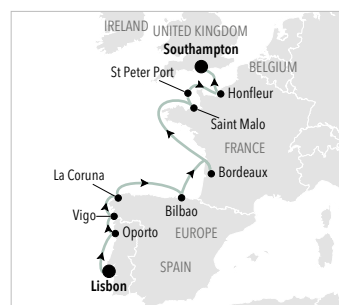 IRELAND
UNITED KINGDOM
Southampton
BELGIUM
St Peter Port
Honfleur
Saint Malo
FRANCE
Bordeaux
La Coruna
Bilbao
Vigo
Oporto
EUROPE
SPAIN
Lisbon